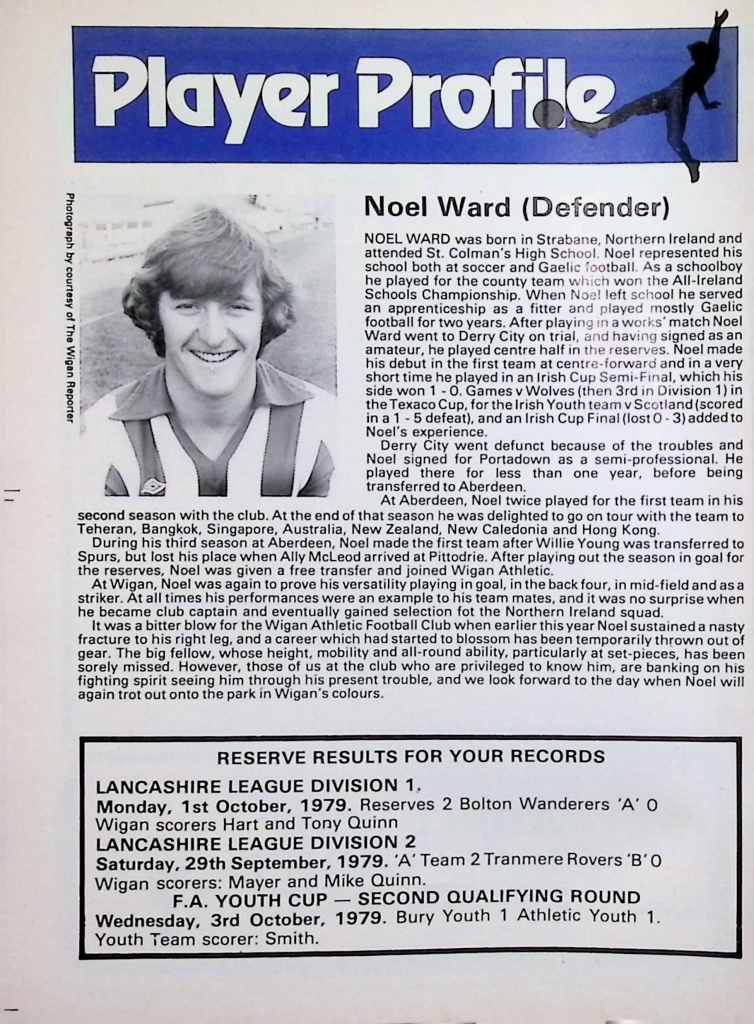 Player Profile
Photograph by courtesy of The Wigan Reporter
Noel Ward (Defender)
NOEL WARD was born in Strabane, Northern Ireland and
attended St. Colman's High School. Noel represented his
school both at soccer and Gaelic football. As a schoolboy
he played for the county team which won the All-Ireland
Schools Championship. When Noel left school he served
an apprenticeship as a fitter and played mostly Gaelic
football for two years. After playing in a works' match Noel
Ward went to Derry City on trial, and having signed as an
amateur, he played centre half in the reserves. Noel made
his debut in the first team at centre-forward and in a very
short time he played in an Irish Cup Semi-Final, which his
side won 1 - 0. Games v Wolves (then 3rd in Division 1) in
the Texaco Cup, for the Irish Youth team v Scotland (scored
in a 1 - 5 defeat), and an Irish Cup Final (lost 0 - 3) added to
Noel's experience.
Derry City went defunct because of the troubles and
Noel signed for Portadown as a semi-professional. He
played there for less than one year, before being
transferred to Aberdeen.
At Aberdeen, Noel twice played for the first team in his
second season with the club. At the end of that season he was delighted to go on tour with the team to
Teheran, Bangkok, Singapore, Australia, New Zealand, New Caledonia and Hong Kong.
During his third season at Aberdeen, Noel made the first team after Willie Young was transferred to
Spurs, but lost his place when Ally McLeod arrived at Pittodrie. After playing out the season in goal for
the reserves, Noel was given a free transfer and joined Wigan Athletic.
At Wigan, Noel was again to prove his versatility playing in goal, in the back four, in mid-field and as a
striker. At all times his performances were an example to his team mates, and it was no surprise when
he became club captain and eventually gained selection fot the Northern Ireland squad.
It was a bitter blow for the Wigan Athletic Football Club when earlier this year Noel sustained a nasty
fracture to his right leg, and a career which had started to blossom has been temporarily thrown out of
gear. The big fellow, whose height, mobility and all-round ability, particularly at set-pieces, has been
sorely missed. However, those of us at the club who are privileged to know him, are banking on his
fighting spirit seeing him through his present trouble, and we look forward to the day when Noel will
again trot out onto the park in Wigan's colours.
RESERVE RESULTS FOR YOUR RECORDS
LANCASHIRE LEAGUE DIVISION 1.
Monday, 1st October, 1979. Reserves 2 Bolton Wanderers 'A' 0
Wigan scorers Hart and Tony Quinn
LANCASHIRE LEAGUE DIVISION 2
Saturday, 29th September, 1979. 'A' Team 2 Tranmere Rovers 'B' 0
Wigan scorers: Mayer and Mike Quinn.
F.A. YOUTH CUP — SECOND QUALIFYING ROUND
Wednesday, 3rd October, 1979. Bury Youth 1 Athletic Youth 1.
Youth Team scorer: Smith.